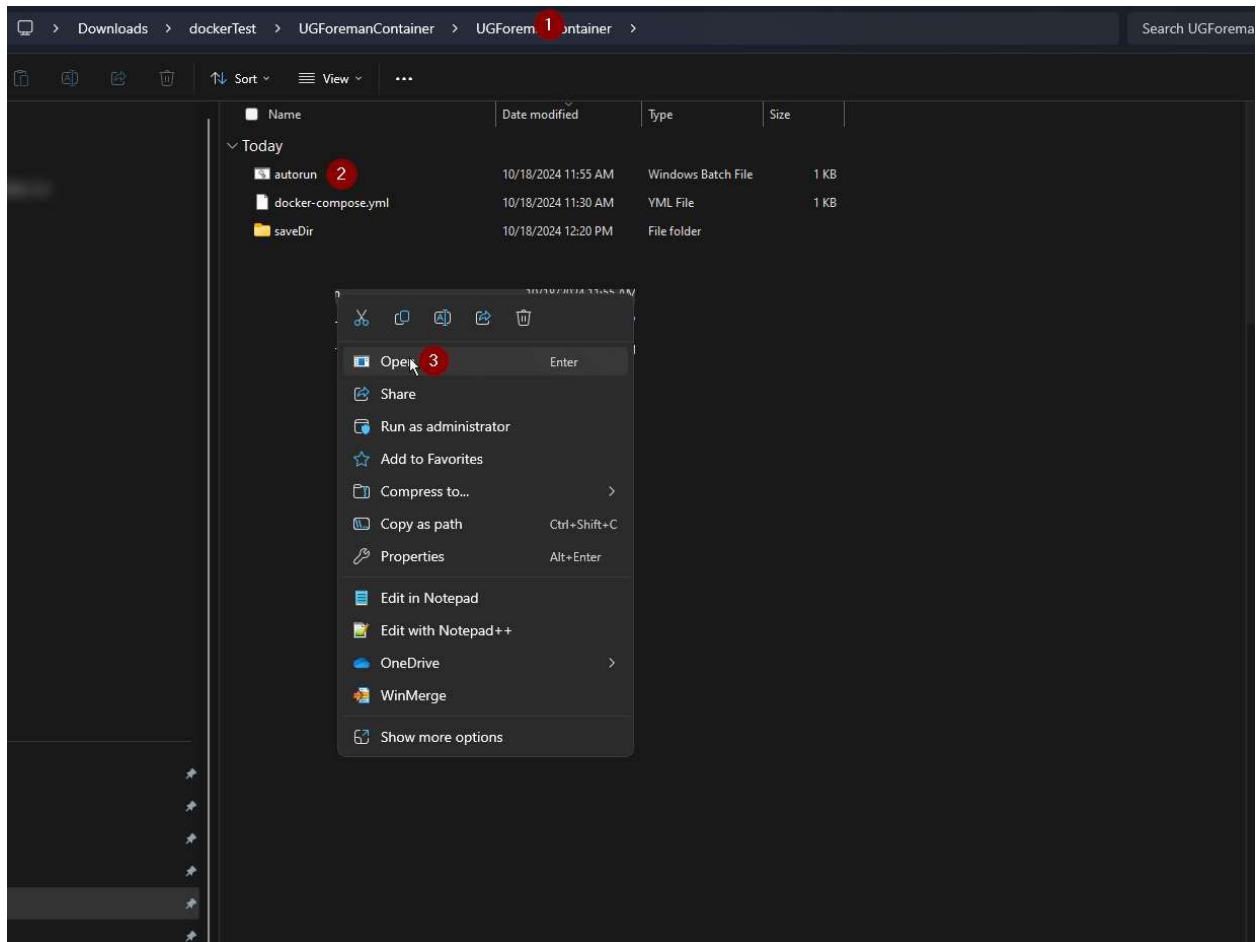 Downloads > dockerTest > UGForemanContainer > UGForem 1 ontainer > Search UGForema
Sort View ...
Name Date modified Type Size
Today
autorun 2 10/18/2024 11:55 AM Windows Batch File 1 KB
docker-compose.yml 10/18/2024 11:30 AM YML File 1 KB
saveDir 10/18/2024 12:20 PM File folder
Open 3 Enter
Share
Run as administrator
Add to Favorites
Compress to... >
Copy as path Ctrl+Shift+C
Properties Alt+Enter
Edit in Notepad
Edit with Notepad++
OneDrive >
WinMerge
Show more options